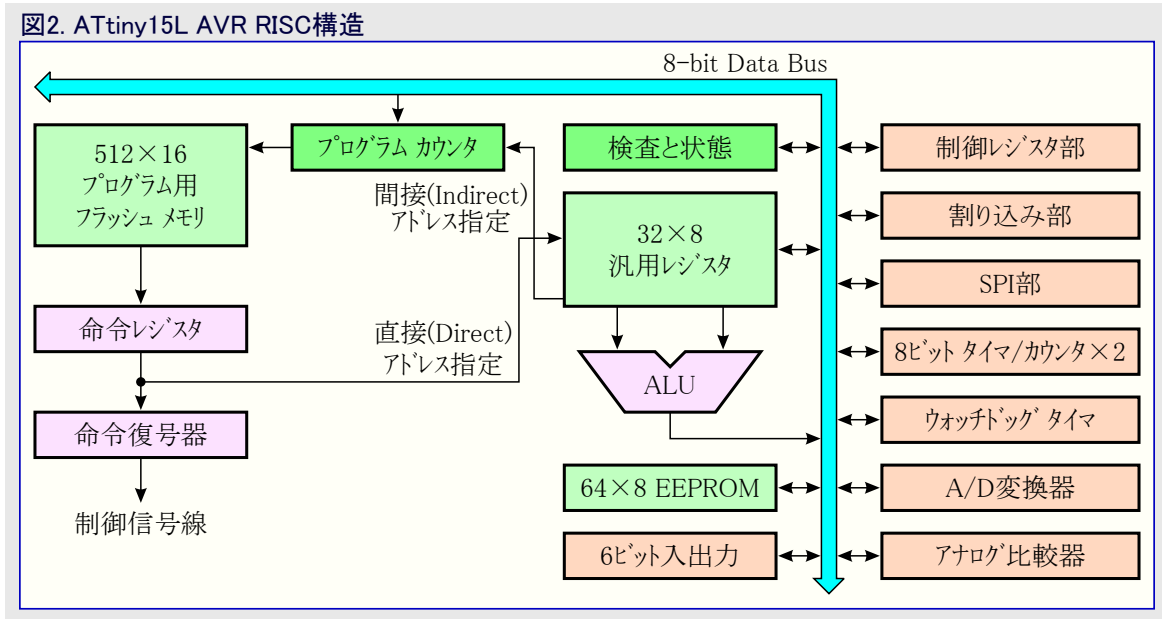 図2. ATtiny15L AVR RISC構造
8-bit Data Bus
512×16
プログラム用
フラッシュ メモリ
プログラム カウンタ
検査と状態
制御レジスタ部
間接(Indirect)
アドレス指定
32×8
汎用レジスタ
割り込み部
SPI部
命令レジスタ
直接(Direct)
アドレス指定
8ビット タイマ/カウンタ×2
ALU
命令復号器
ウォッチドッグ タイマ
64×8 EEPROM
A/D変換器
制御信号線
6ビット入出力
アナログ比較器